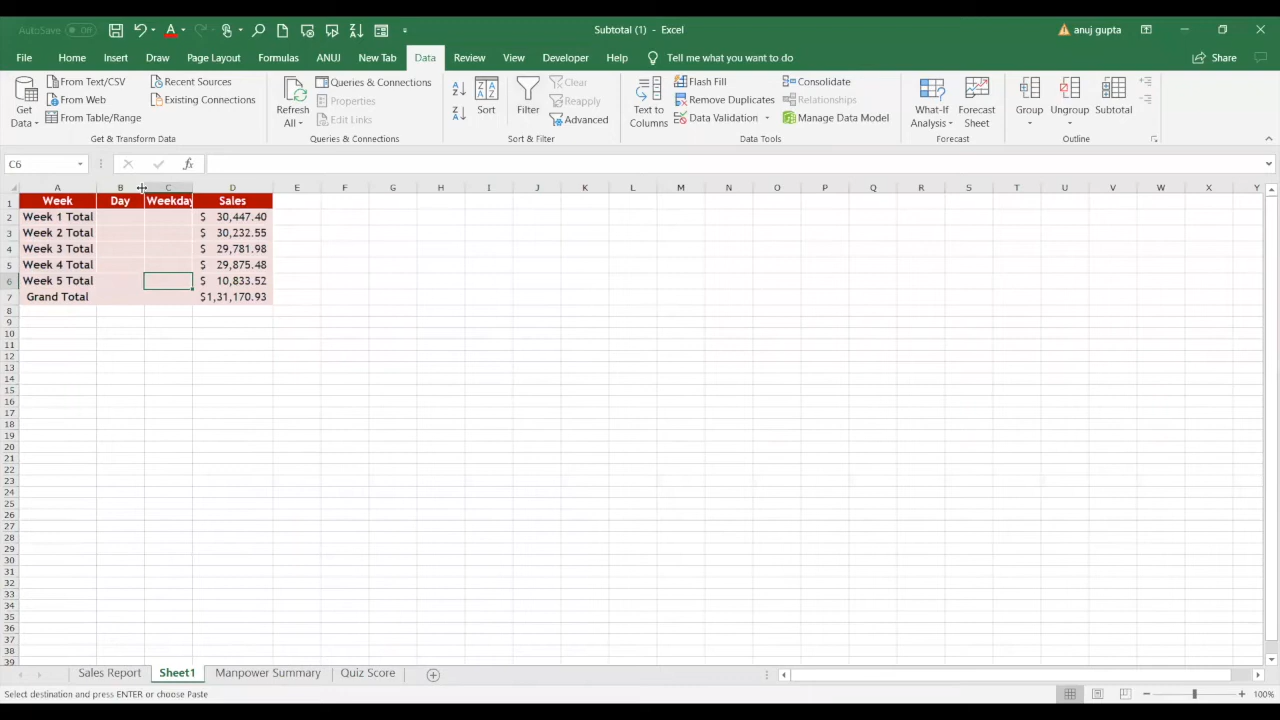 AutoSave Off Subtotal (1) - Excel anuj gupta
File Home Insert Draw Page Layout Formulas ANUJ New Tab Data Review View Developer Help Tell me what you want to do Share
Get Data
From Text/CSV
From Web
From Table/Range
Recent Sources
Existing Connections
Get & Transform Data
Refresh All
Queries & Connections
Properties
Edit Links
Queries & Connections
Sort
Filter
Clear
Reapply
Advanced
Sort & Filter
Text to Columns
Flash Fill
Remove Duplicates
Data Validation
Consolidate
Relationships
Manage Data Model
Data Tools
What-If Analysis
Forecast Sheet
Forecast
Group
Ungroup
Subtotal
Outline
C6 fx
A B C D E F G H I J K L M N O P Q R S T U V W X Y
1 Week Day Weekday Sales
2 Week 1 Total $ 30,447.40
3 Week 2 Total $ 30,232.55
4 Week 3 Total $ 29,781.98
5 Week 4 Total $ 29,875.48
6 Week 5 Total $ 10,833.52
7 Grand Total $1,31,170.93
8
9
10
11
12
13
14
15
16
17
18
19
20
21
22
23
24
25
26
27
28
29
30
31
32
33
34
35
36
37
38
39
Sales Report Sheet1 Manpower Summary Quiz Score
Select destination and press ENTER or choose Paste 100%